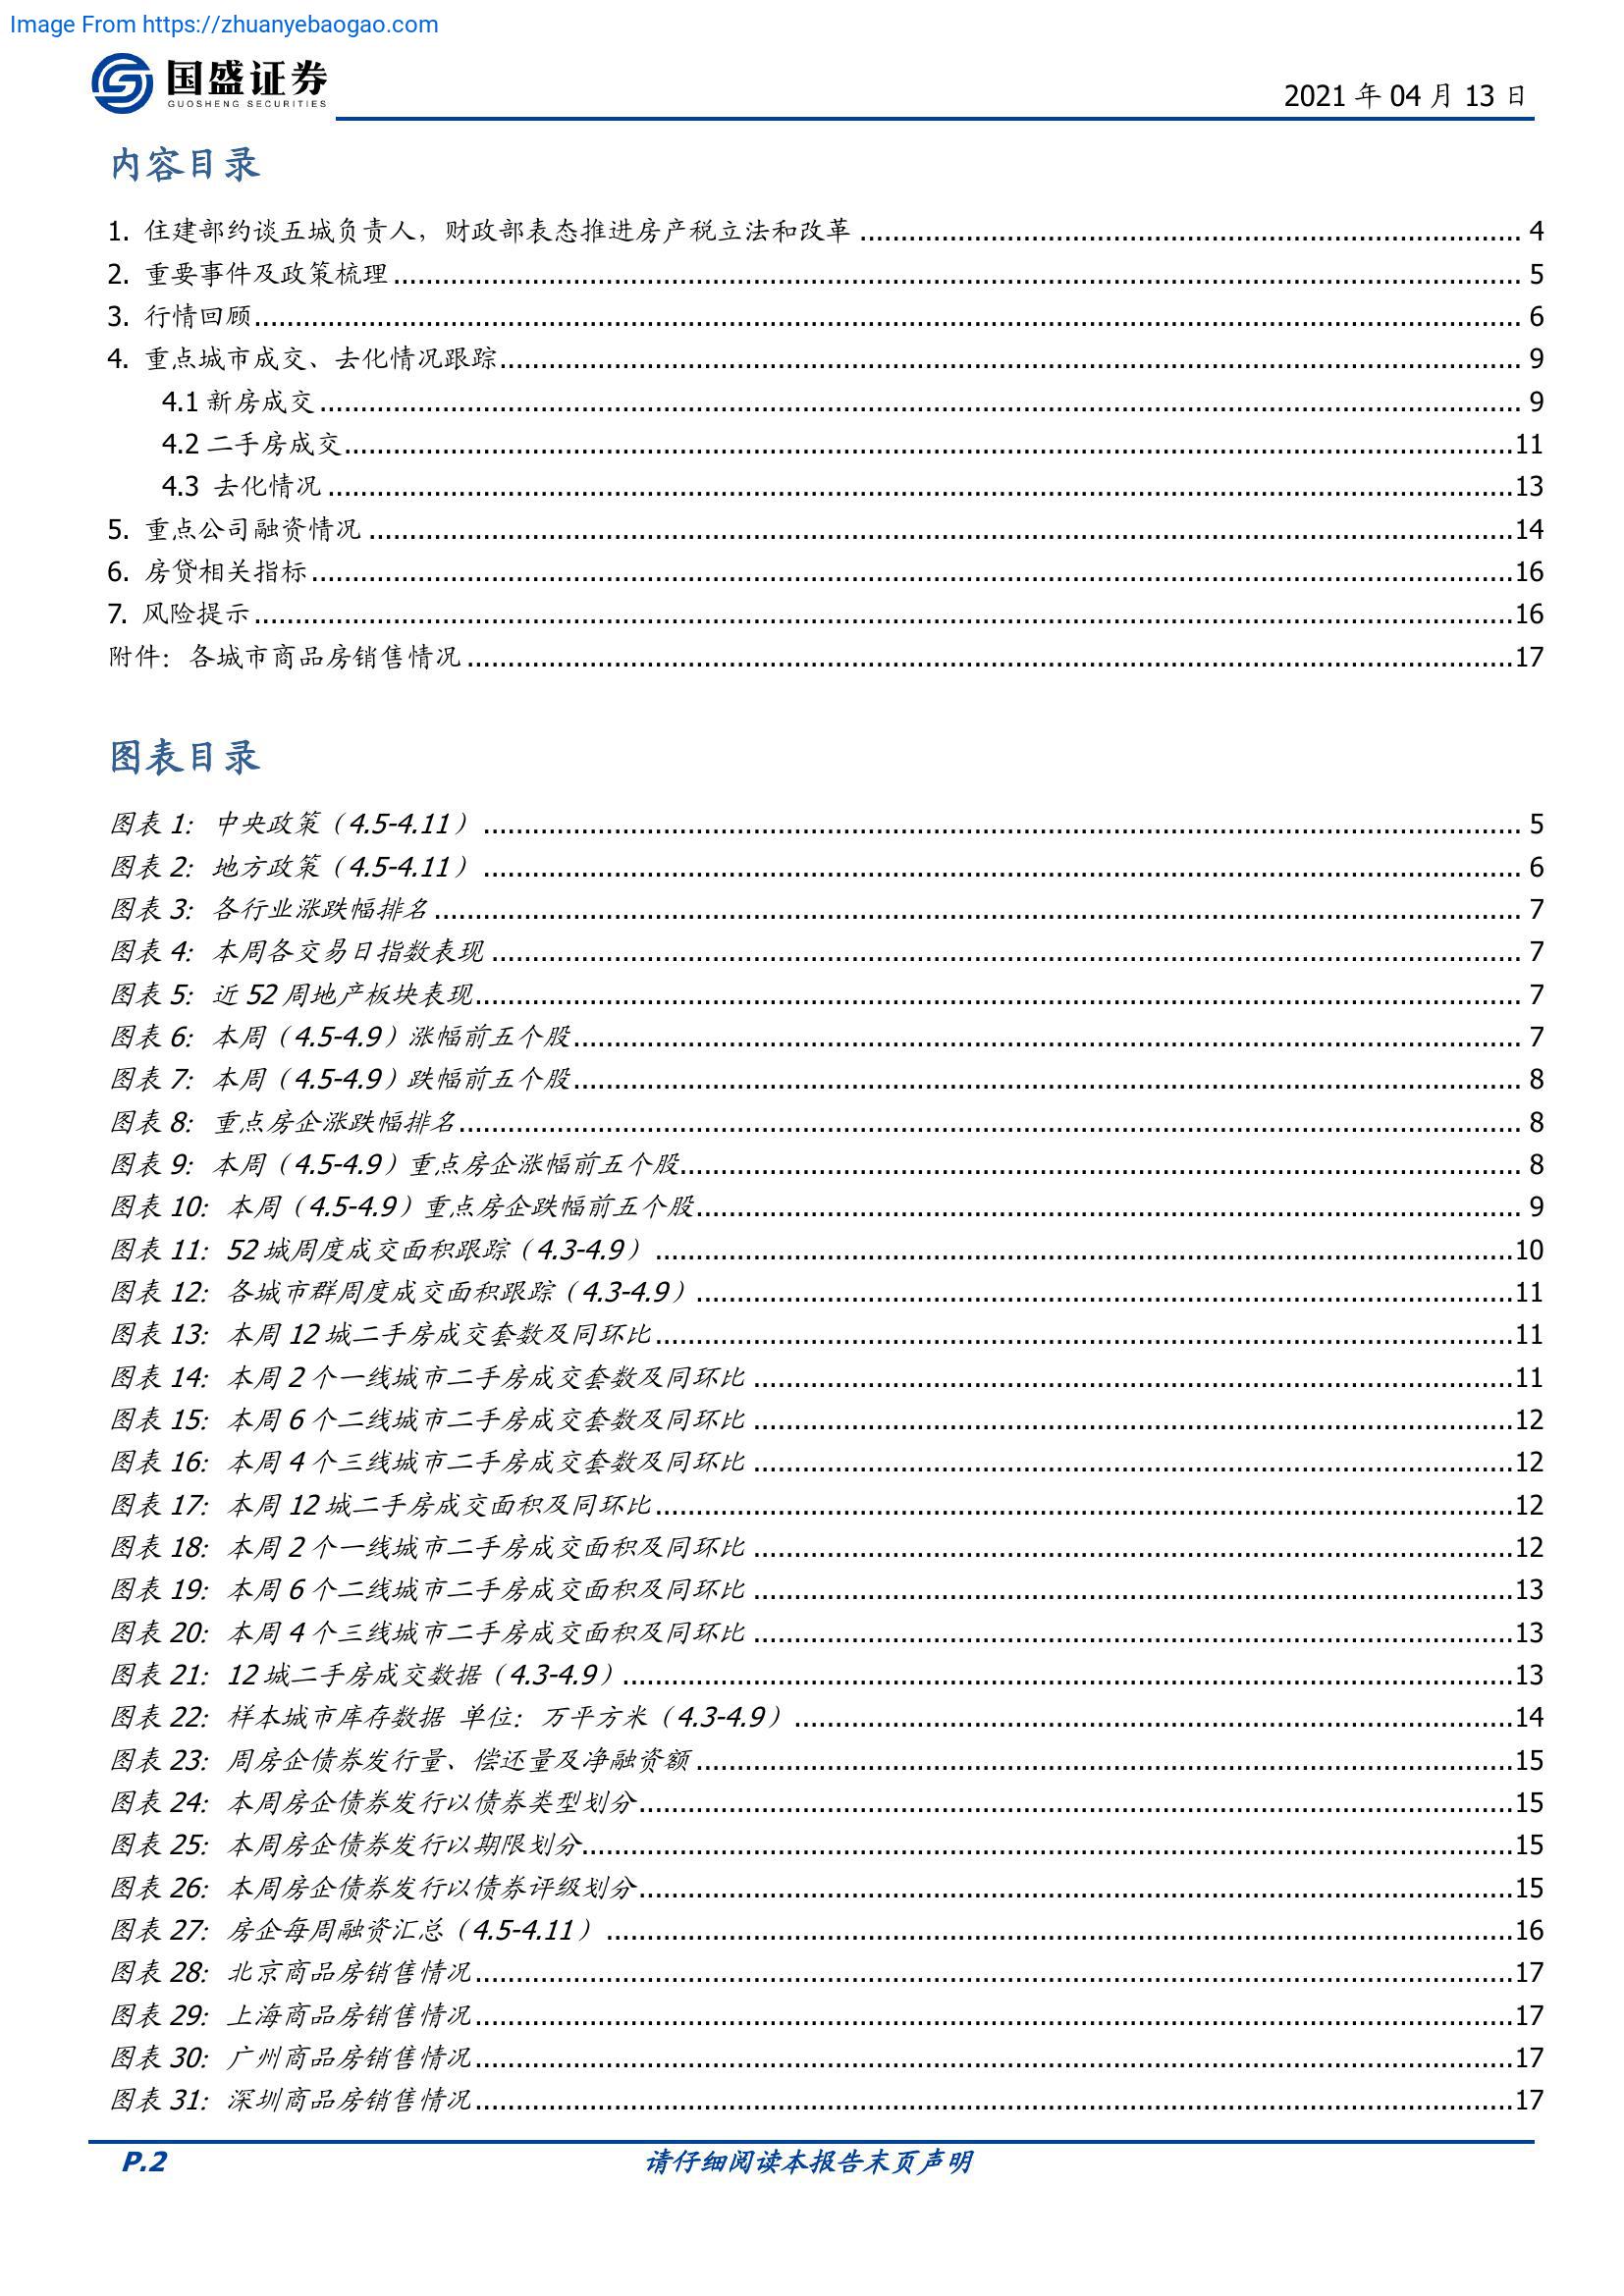 Image From https://zhuanyebaogao.com
国盛证券
GUOSHENG SECURITIES
2021 年 04 月 13 日
内容目录
1. 住建部约谈五城负责人，财政部表态推进房产税立法和改革 4
2. 重要事件及政策梳理 5
3. 行情回顾 6
4. 重点城市成交、去化情况跟踪 9
4.1 新房成交 9
4.2 二手房成交 11
4.3 去化情况 13
5. 重点公司融资情况 14
6. 房贷相关指标 16
7. 风险提示 16
附件：各城市商品房销售情况 17
图表目录
图表 1：中央政策（4.5-4.11） 5
图表 2：地方政策（4.5-4.11） 6
图表 3：各行业涨跌幅排名 7
图表 4：本周各交易日指数表现 7
图表 5：近 52 周地产板块表现 7
图表 6：本周（4.5-4.9）涨幅前五个股 7
图表 7：本周（4.5-4.9）跌幅前五个股 8
图表 8：重点房企涨跌幅排名 8
图表 9：本周（4.5-4.9）重点房企涨幅前五个股 8
图表 10：本周（4.5-4.9）重点房企跌幅前五个股 9
图表 11：52 城周度成交面积跟踪（4.3-4.9） 10
图表 12：各城市群周度成交面积跟踪（4.3-4.9） 11
图表 13：本周 12 城二手房成交套数及同环比 11
图表 14：本周 2 个一线城市二手房成交套数及同环比 11
图表 15：本周 6 个二线城市二手房成交套数及同环比 12
图表 16：本周 4 个三线城市二手房成交套数及同环比 12
图表 17：本周 12 城二手房成交面积及同环比 12
图表 18：本周 2 个一线城市二手房成交面积及同环比 12
图表 19：本周 6 个二线城市二手房成交面积及同环比 13
图表 20：本周 4 个三线城市二手房成交面积及同环比 13
图表 21：12 城二手房成交数据（4.3-4.9） 13
图表 22：样本城市库存数据 单位：万平方米（4.3-4.9） 14
图表 23：周房企债券发行量、偿还量及净融资额 15
图表 24：本周房企债券发行以债券类型划分 15
图表 25：本周房企债券发行以期限划分 15
图表 26：本周房企债券发行以债券评级划分 15
图表 27：房企每周融资汇总（4.5-4.11） 16
图表 28：北京商品房销售情况 17
图表 29：上海商品房销售情况 17
图表 30：广州商品房销售情况 17
图表 31：深圳商品房销售情况 17
P.2
请仔细阅读本报告末页声明